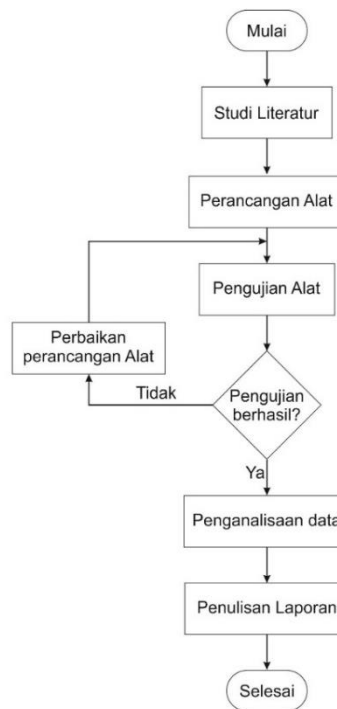 Mulai
Studi Literatur
Perancangan Alat
Pengujian Alat
Perbaikan
perancangan Alat
Tidak
Pengujian
berhasil?
Ya
Penganalisaan data
Penulisan Laporan
Selesai